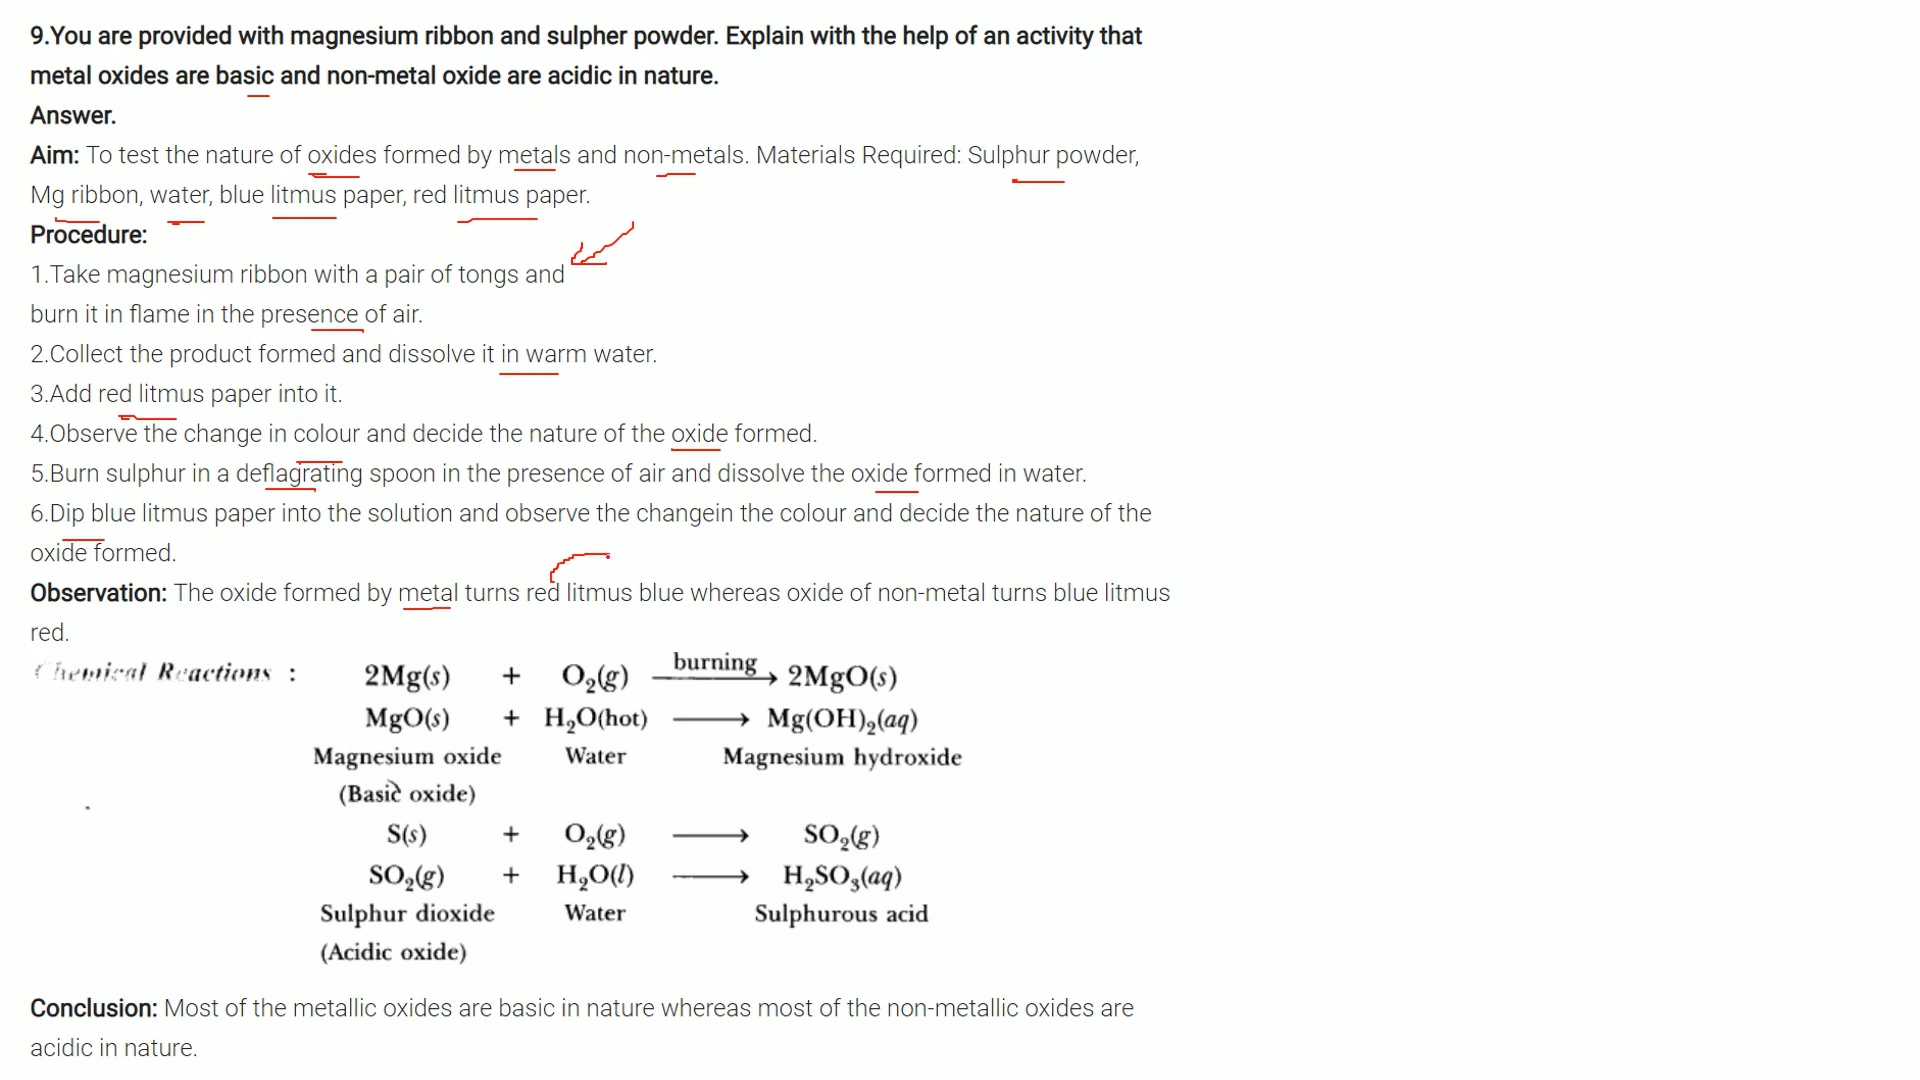 9.You are provided with magnesium ribbon and sulpher powder. Explain with the help of an activity that
metal oxides are basic and non-metal oxide are acidic in nature.
Answer.
Aim: To test the nature of oxides formed by metals and non-metals. Materials Required: Sulphur powder,
Mg ribbon, water, blue litmus paper, red litmus paper.
Procedure:
1.Take magnesium ribbon with a pair of tongs and
burn it in flame in the presence of air.
2.Collect the product formed and dissolve it in warm water.
3.Add red litmus paper into it.
4.Observe the change in colour and decide the nature of the oxide formed.
5.Burn sulphur in a deflagrating spoon in the presence of air and dissolve the oxide formed in water.
6.Dip blue litmus paper into the solution and observe the changein the colour and decide the nature of the
oxide formed.
Observation: The oxide formed by metal turns red litmus blue whereas oxide of non-metal turns blue litmus
red.
Chemical Reactions : 2Mg(s) + O₂(g) burning → 2MgO(s)
MgO(s) + H₂O(hot) → Mg(OH)₂(aq)
Magnesium oxide Water Magnesium hydroxide
(Basic oxide)
S(s) + O₂(g) → SO₂(g)
SO₂(g) + H₂O(l) → H₂SO₃(aq)
Sulphur dioxide Water Sulphurous acid
(Acidic oxide)
Conclusion: Most of the metallic oxides are basic in nature whereas most of the non-metallic oxides are
acidic in nature.